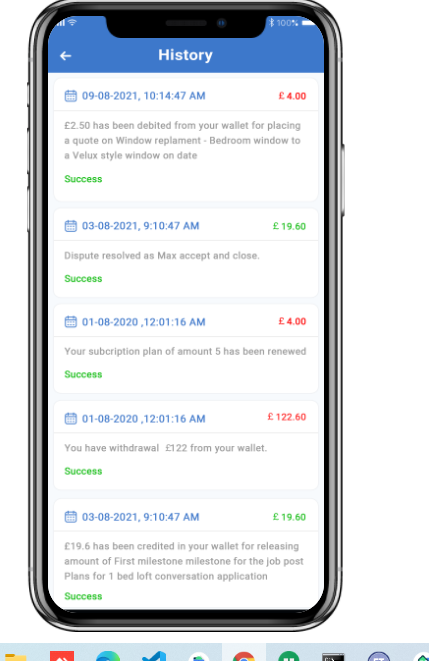 100%
History
09-08-2021, 10:14:47 AM £ 4.00
£2.50 has been debited from your wallet for placing
a quote on Window replament - Bedroom window to
a Velux style window on date
Success
03-08-2021, 9:10:47 AM £ 19.60
Dispute resolved as Max accept and close.
Success
01-08-2020 ,12:01:16 AM £ 4.00
Your subcription plan of amount 5 has been renewed
Success
01-08-2020 ,12:01:16 AM £ 122.60
You have withdrawal £122 from your wallet.
Success
03-08-2021, 9:10:47 AM £ 19.60
£19.6 has been credited in your wallet for releasing
amount of First milestone milestone for the job post
Plans for 1 bed loft conversation application
Success